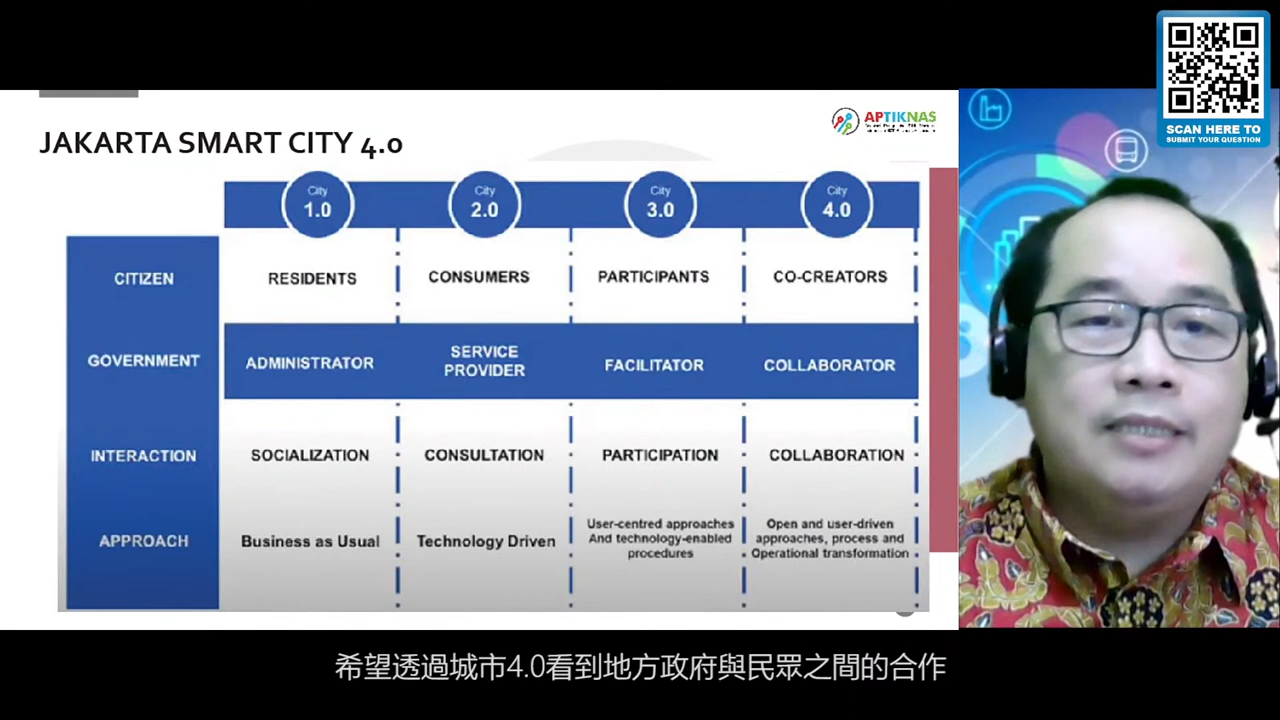 SCAN HERE TO
SUBMIT YOUR QUESTION
APTIKNAS
JAKARTA SMART CITY 4.0
City
1.0
City
2.0
City
3.0
City
4.0
CITIZEN
RESIDENTS
CONSUMERS
PARTICIPANTS
CO-CREATORS
GOVERNMENT
ADMINISTRATOR
SERVICE
PROVIDER
FACILITATOR
COLLABORATOR
INTERACTION
SOCIALIZATION
CONSULTATION
PARTICIPATION
COLLABORATION
APPROACH
Business as Usual
Technology Driven
User-centred approaches
And technology-enabled
procedures
Open and user-driven
approaches, process and
Operational transformation
希望透過城市4.0看到地方政府與民眾之間的合作